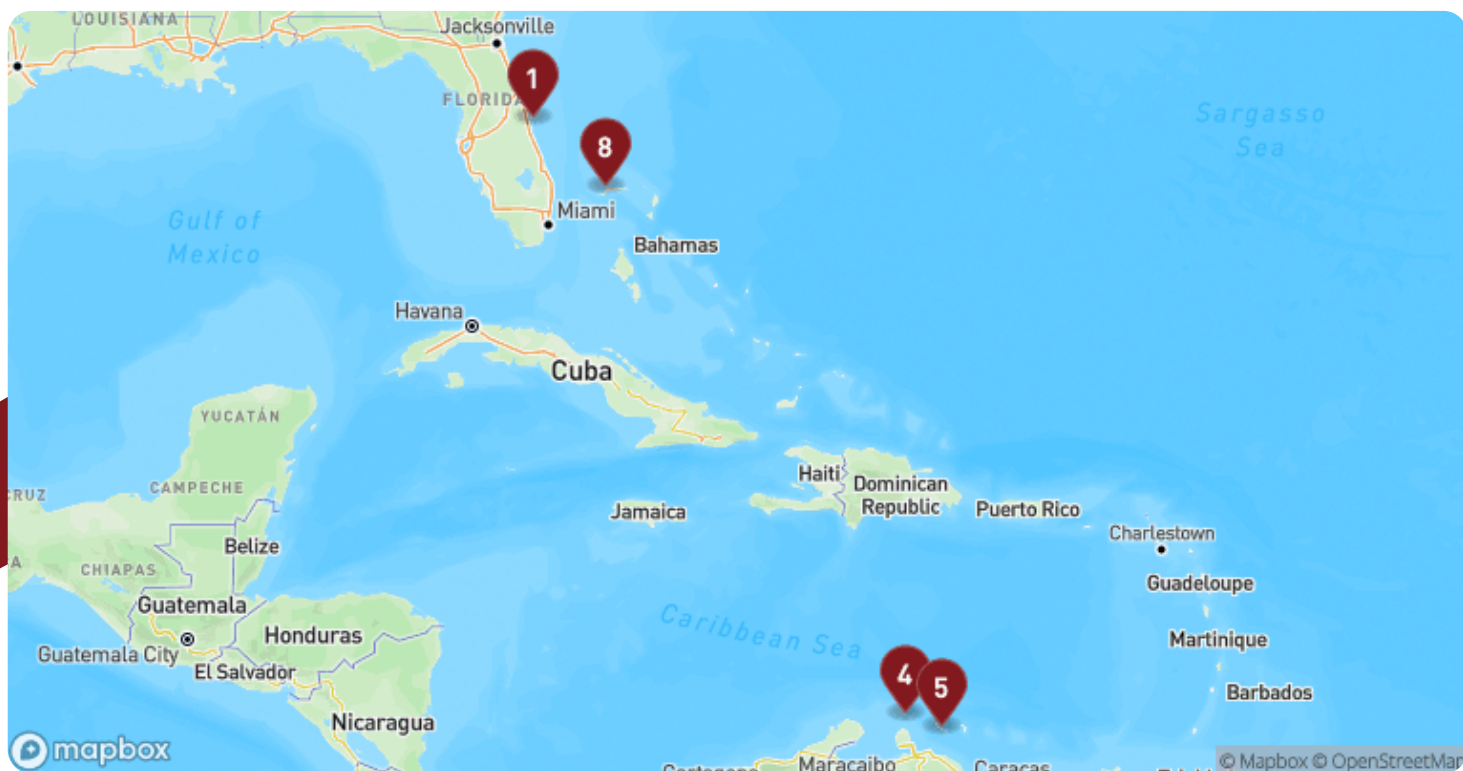 LOUISIANA
Jacksonville
1
FLORIDA
8
Miami
Sargasso
Sea
Gulf of
Mexico
Bahamas
Havana
Cuba
YUCATÁN
Haiti
Dominican
Republic
CAMPECHE
CRUZ
Jamaica
Puerto Rico
Charlestown
Belize
CHIAPAS
Guadeloupe
Guatemala
Honduras
Caribbean Sea
Martinique
Guatemala City
El Salvador
4
5
Barbados
Nicaragua
mapbox
Maracaibo
Caracas
© Mapbox © OpenStreetMap